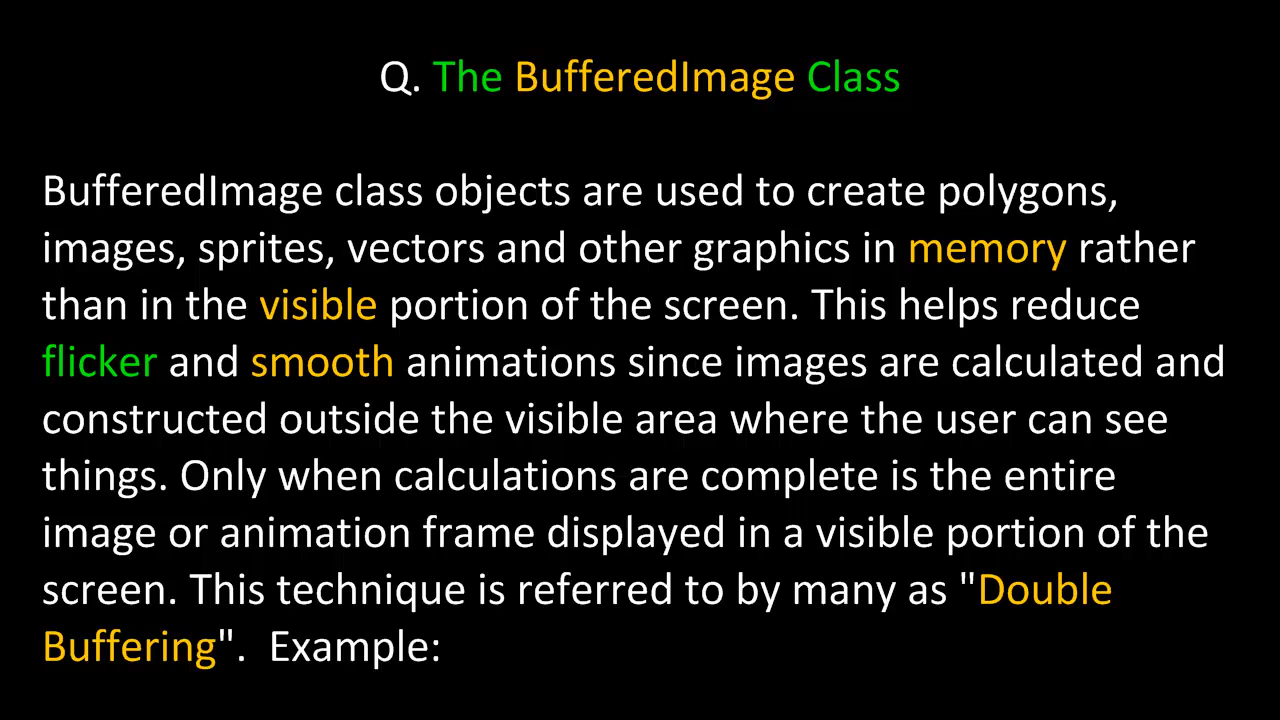 Q. The BufferedImage Class
BufferedImage class objects are used to create polygons,
images, sprites, vectors and other graphics in memory rather
than in the visible portion of the screen. This helps reduce
flicker and smooth animations since images are calculated and
constructed outside the visible area where the user can see
things. Only when calculations are complete is the entire
image or animation frame displayed in a visible portion of the
screen. This technique is referred to by many as "Double
Buffering".  Example: